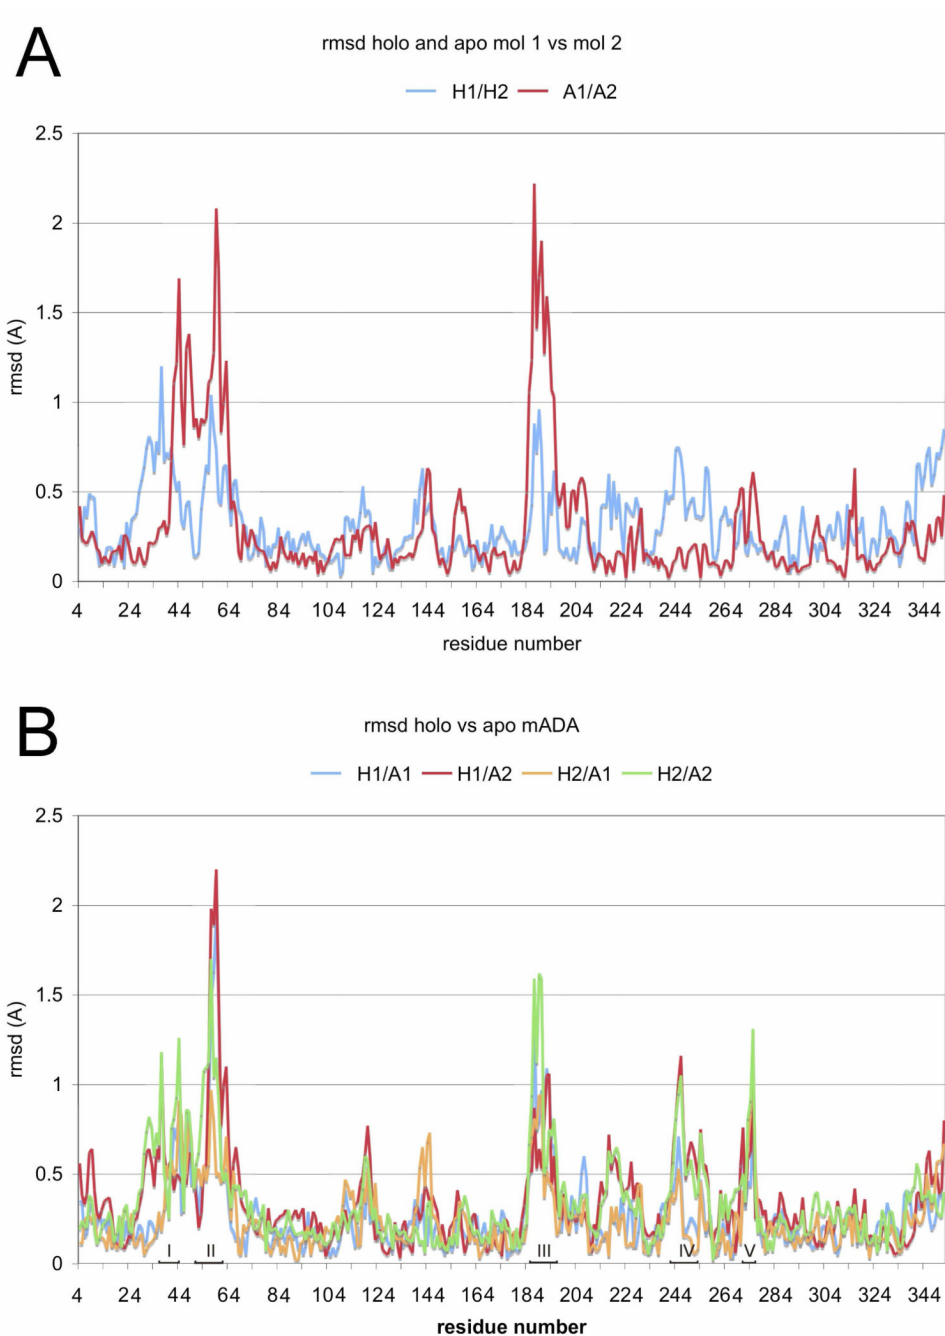 A
rmsd holo and apo mol 1 vs mol 2
H1/H2 A1/A2
2.5
2
1.5
1
0.5
0
rmsd (A)
4 24 44 64 84 104 124 144 164 184 204 224 244 264 284 304 324 344
residue number
B
rmsd holo vs apo mADA
H1/A1 H1/A2 H2/A1 H2/A2
2.5
2
1.5
1
0.5
0
rmsd (A)
I II III IV V
4 24 44 64 84 104 124 144 164 184 204 224 244 264 284 304 324 344
residue number